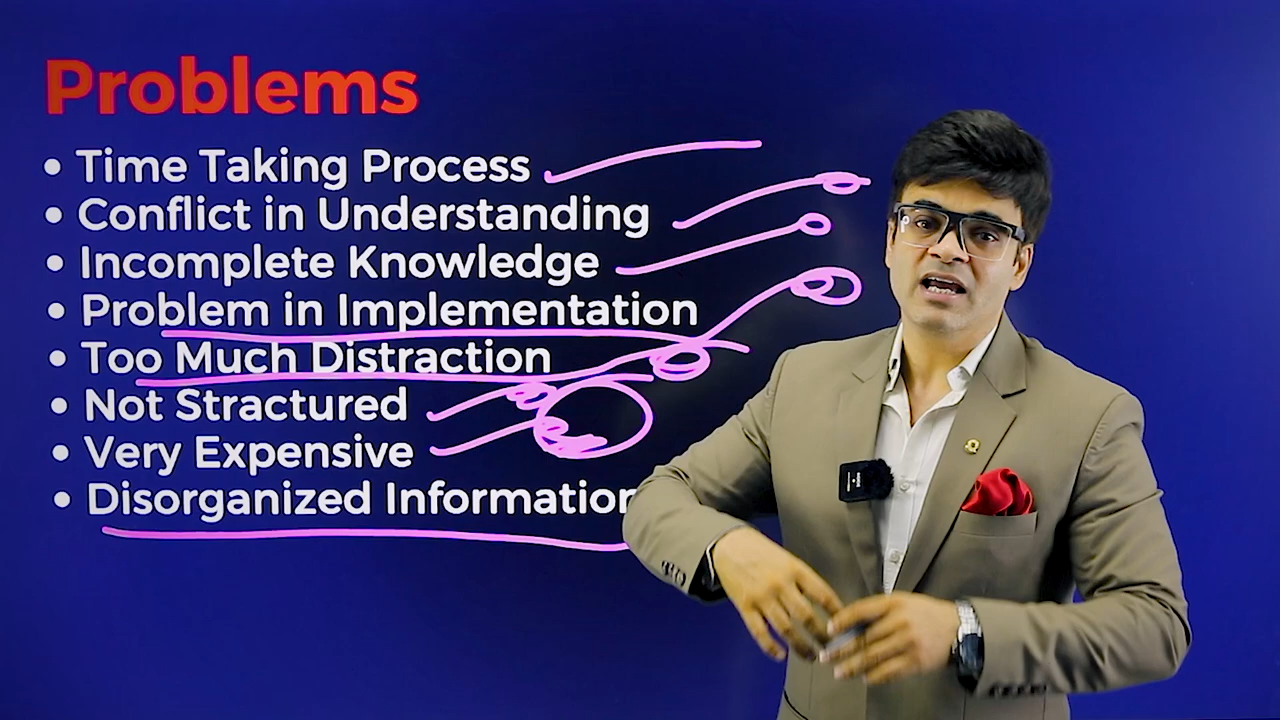 Problems
• Time Taking Process
• Conflict in Understanding
• Incomplete Knowledge
• Problem in Implementation
• Too Much Distraction
• Not Stractured
• Very Expensive
• Disorganized Information